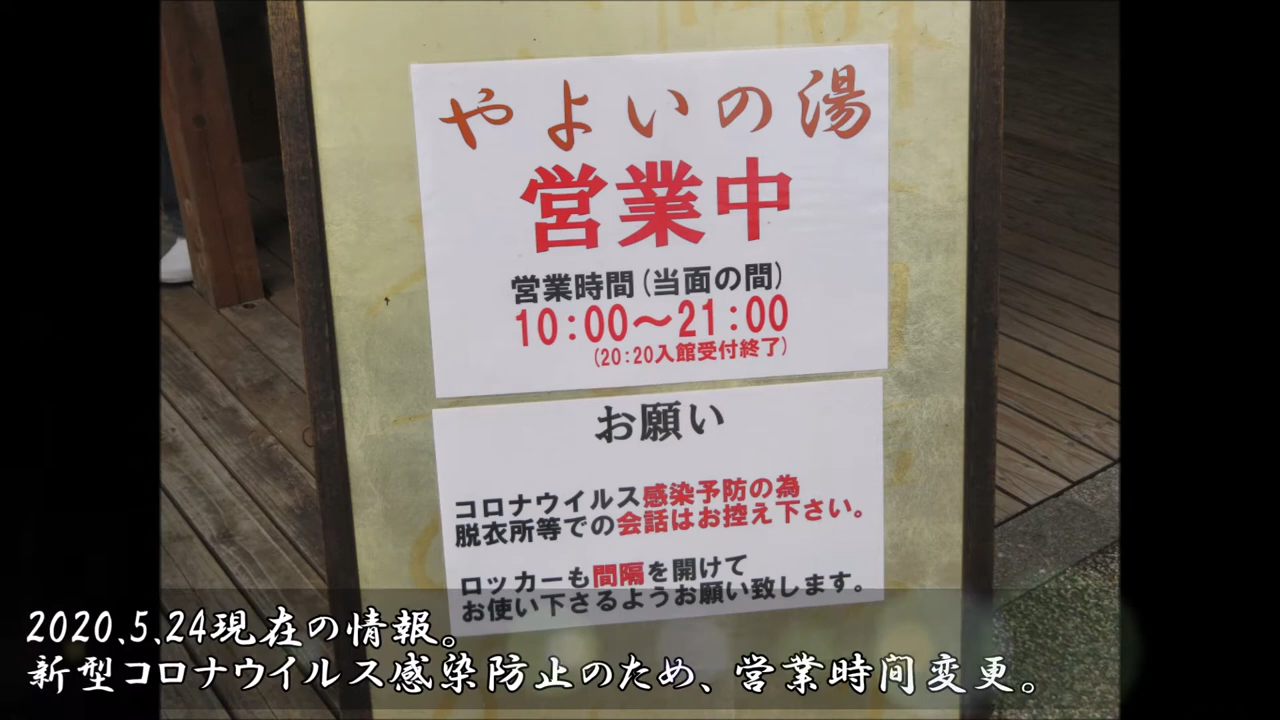 やよいの湯
営業中
営業時間(当面の間)
10:00～21:00
(20:20入館受付終了)
お願い
コロナウイルス感染予防の為
脱衣所等での会話はお控え下さい。
ロッカーも間隔を開けて
お使い下さるようお願い致します。
2020.5.24現在の情報。
新型コロナウイルス感染防止のため、営業時間変更。